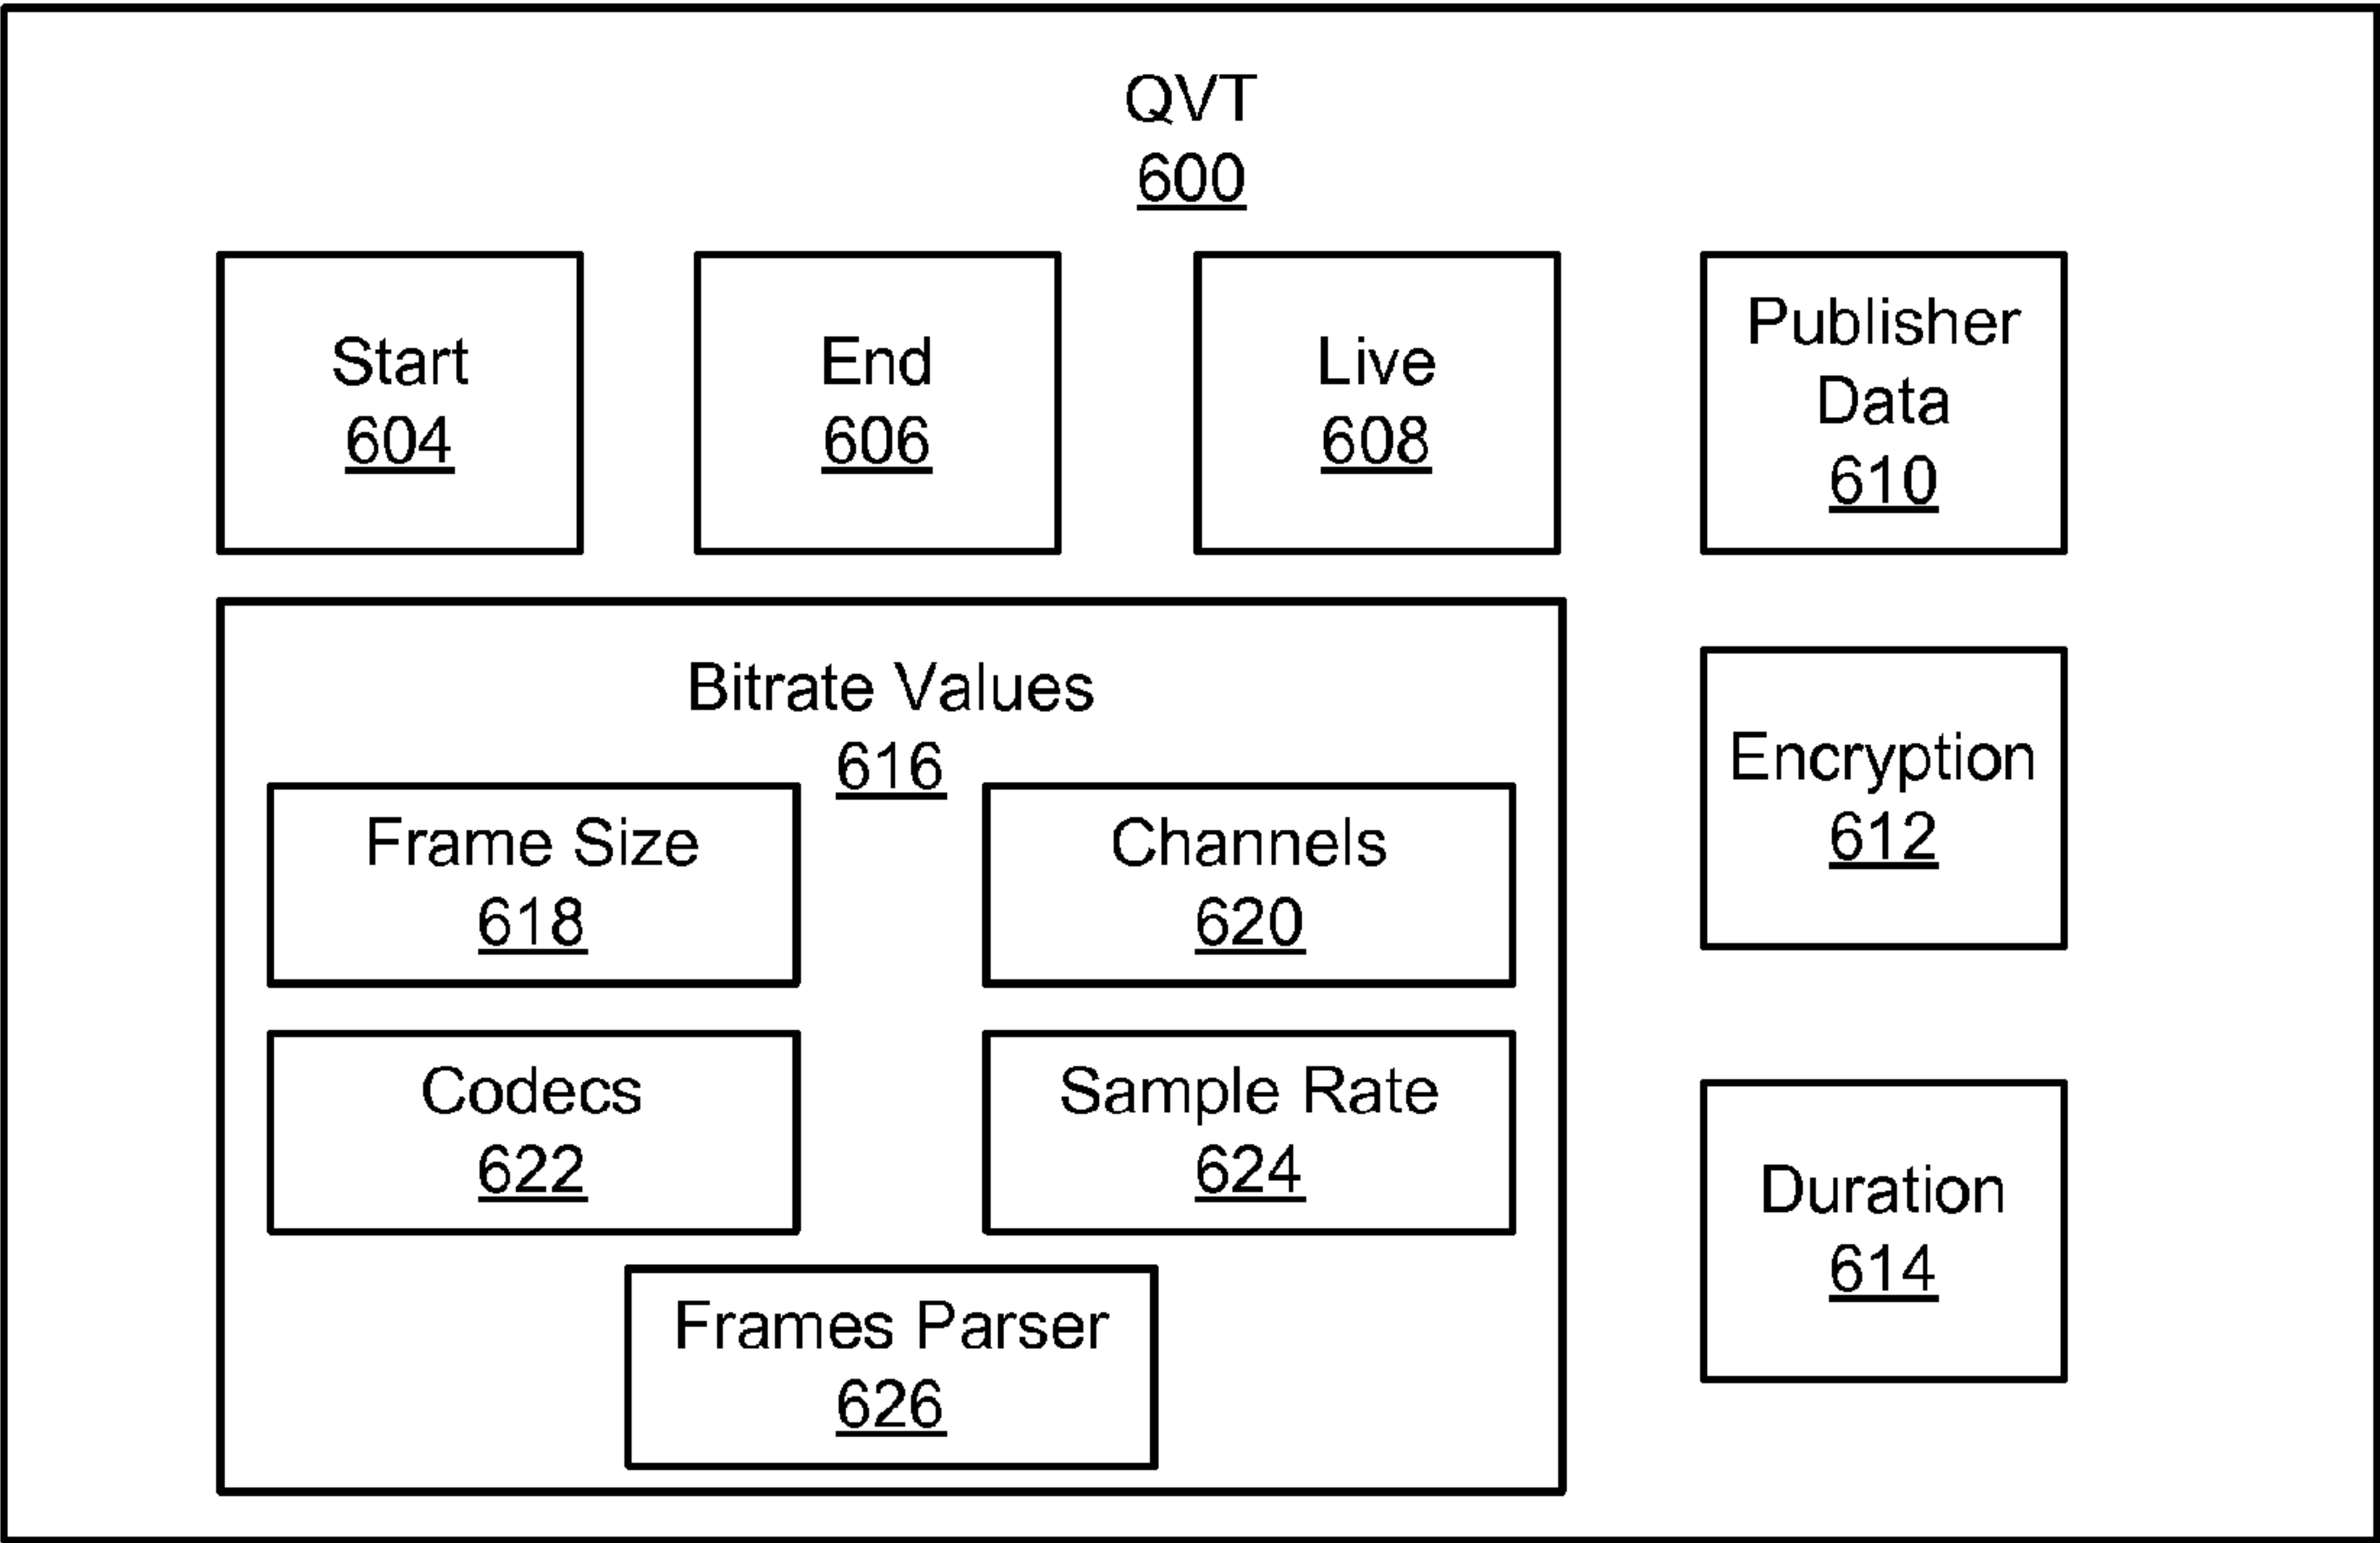 QVT
600
Start
604
End
606
Live
608
Publisher
Data
610
Bitrate Values
616
Frame Size
618
Channels
620
Codecs
622
Sample Rate
624
Frames Parser
626
Encryption
612
Duration
614